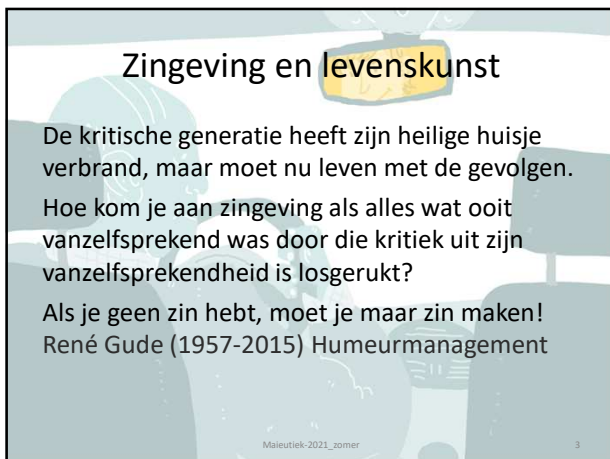 Zingeving en levenskunst
De kritische generatie heeft zijn heilige huisje
verbrand, maar moet nu leven met de gevolgen.
Hoe kom je aan zingeving als alles wat ooit
vanzelfsprekend was door die kritiek uit zijn
vanzelfsprekendheid is losgerukt?
Als je geen zin hebt, moet je maar zin maken!
René Gude (1957-2015) Humeurmanagement
Maieutiek-2021_zomer
3